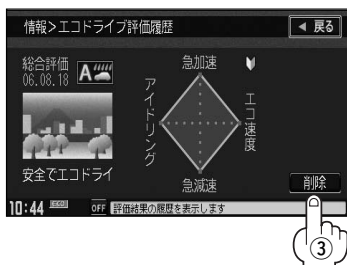 情報>エコドライブ評価履歴
◀ 戻る
総合評価
06.08.18 A
急加速
アイドリング
エコ速度
急減速
安全でエコドライ
削除
10:44 OFF 評価結果の履歴を表示します
③